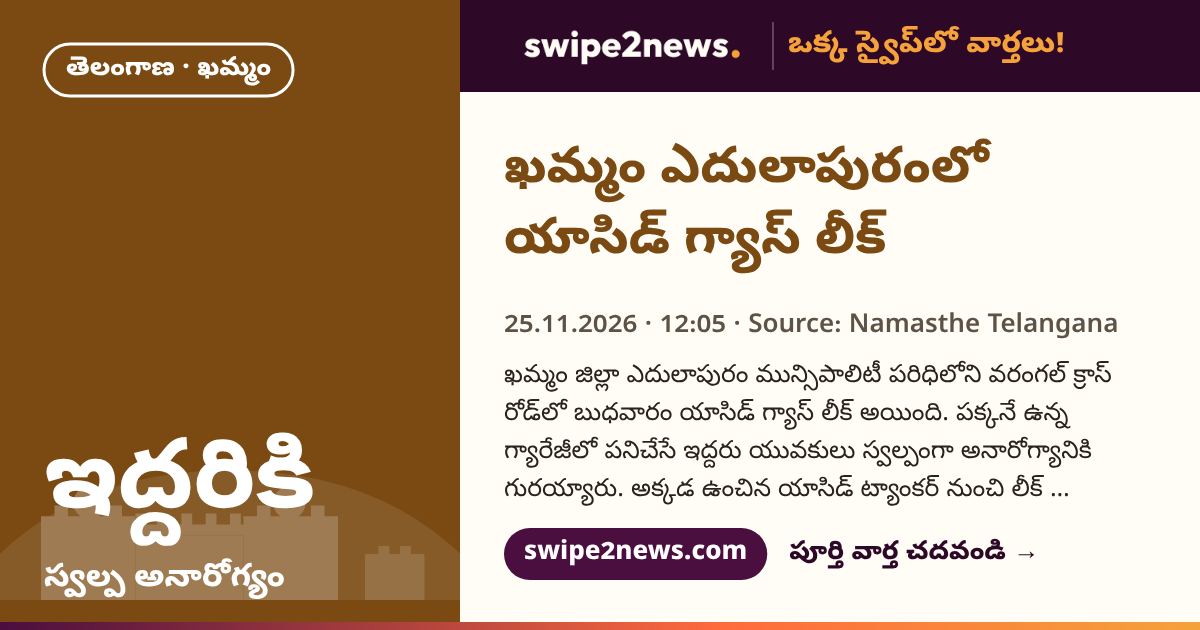 తెలంగాణ · ఖమ్మం
ఇద్దరికి
స్వల్ప అనారోగ్యం
swipe2news. ఒక్క స్వైప్‌లో వార్తలు!
ఖమ్మం ఎదులాపురంలో
యాసిడ్ గ్యాస్ లీక్
25.11.2026 · 12:05 · Source: Namasthe Telangana
ఖమ్మం జిల్లా ఎదులాపురం మున్సిపాలిటీ పరిధిలోని వరంగల్ క్రాస్
రోడ్‌లో బుధవారం యాసిడ్ గ్యాస్ లీక్ అయింది. పక్కనే ఉన్న
గ్యారేజీలో పనిచేసే ఇద్దరు యువకులు స్వల్పంగా అనారోగ్యానికి
గురయ్యారు. అక్కడ ఉంచిన యాసిడ్ ట్యాంకర్ నుంచి లీక్ ...
swipe2news.com పూర్తి వార్త చదవండి →